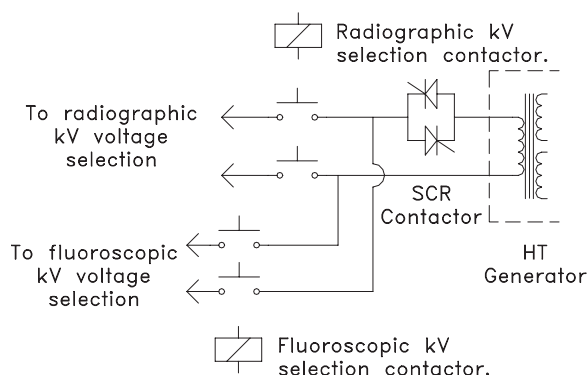 Radiographic kV
selection contactor.
To radiographic
kV voltage
selection
SCR
Contactor
To fluoroscopic
kV voltage
selection
HT
Generator
Fluoroscopic kV
selection contactor.